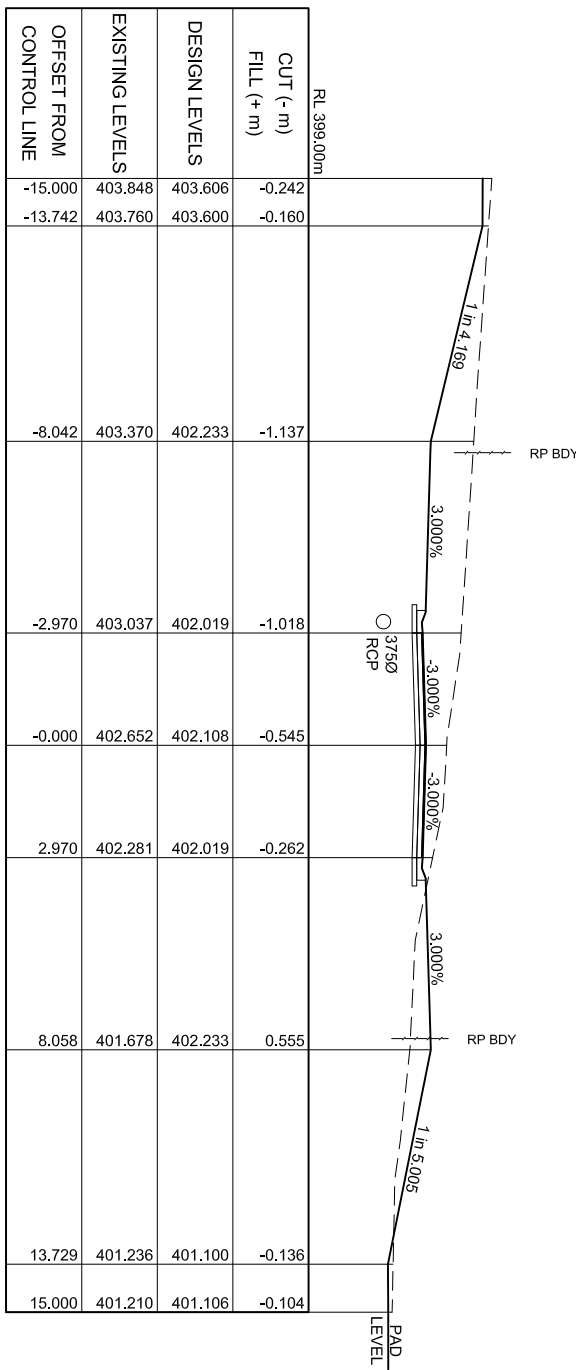 RP BDY
RP BDY
1 in 4.169
3.000%
-3.000%
-3.000%
3.000%
1 in 5.005
375Ø
RCP
PAD
LEVEL
RL 399.00m
CUT (- m)
FILL (+ m)
-0.242
-0.160
-1.137
-1.018
-0.545
-0.262
0.555
-0.136
-0.104
DESIGN LEVELS
403.606
403.600
402.233
402.019
402.108
402.019
402.233
401.100
401.106
EXISTING LEVELS
403.848
403.760
403.370
403.037
402.652
402.281
401.678
401.236
401.210
OFFSET FROM
CONTROL LINE
-15.000
-13.742
-8.042
-2.970
-0.000
2.970
8.058
13.729
15.000